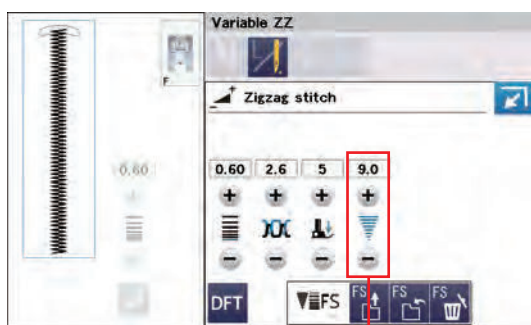 Variable ZZ
F
Zigzag stitch
0.60
0.60 2.6 5 9.0
DFT FS FS FS FS